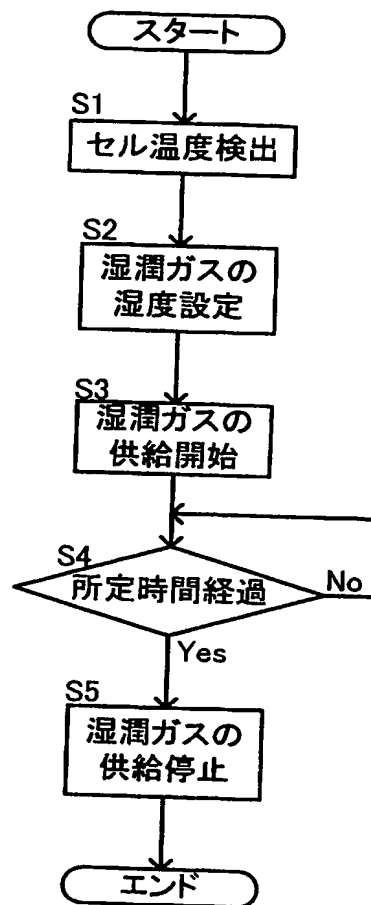 スタート
S1
セル温度検出
S2
湿潤ガスの
湿度設定
S3
湿潤ガスの
供給開始
S4
所定時間経過
No
Yes
S5
湿潤ガスの
供給停止
エンド